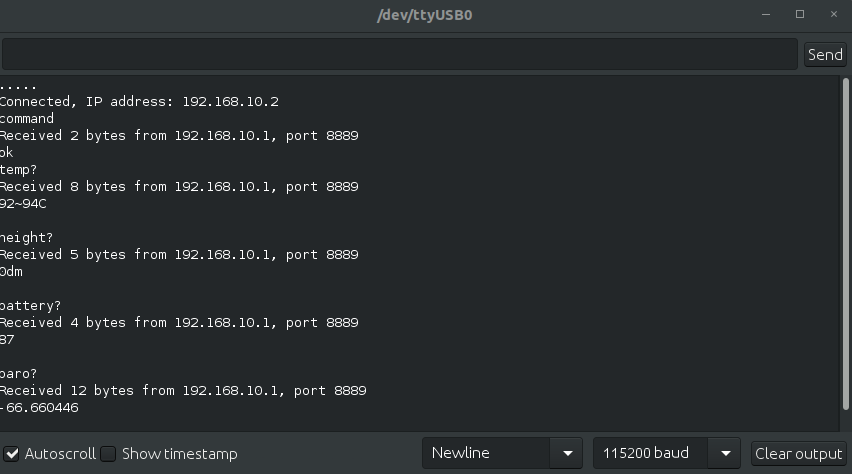 /dev/ttyUSB0
Send
.....
Connected, IP address: 192.168.10.2
command
Received 2 bytes from 192.168.10.1, port 8889
ok
temp?
Received 8 bytes from 192.168.10.1, port 8889
92~94C
height?
Received 5 bytes from 192.168.10.1, port 8889
0dm
battery?
Received 4 bytes from 192.168.10.1, port 8889
87
baro?
Received 12 bytes from 192.168.10.1, port 8889
-66.660446
Autoscroll Show timestamp Newline 115200 baud Clear output